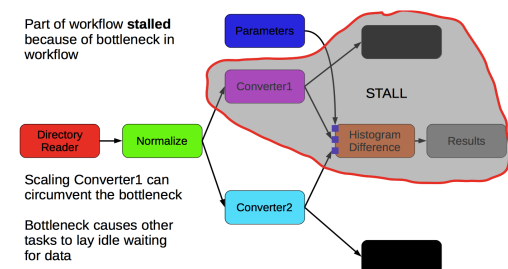 Part of workflow stalled
because of bottleneck in
workflow
Parameters
Converter1
STALL
Directory
Reader
Normalize
Histogram
Difference
Results
Scaling Converter1 can
circumvent the bottleneck
Converter2
Bottleneck causes other
tasks to lay idle waiting
for data